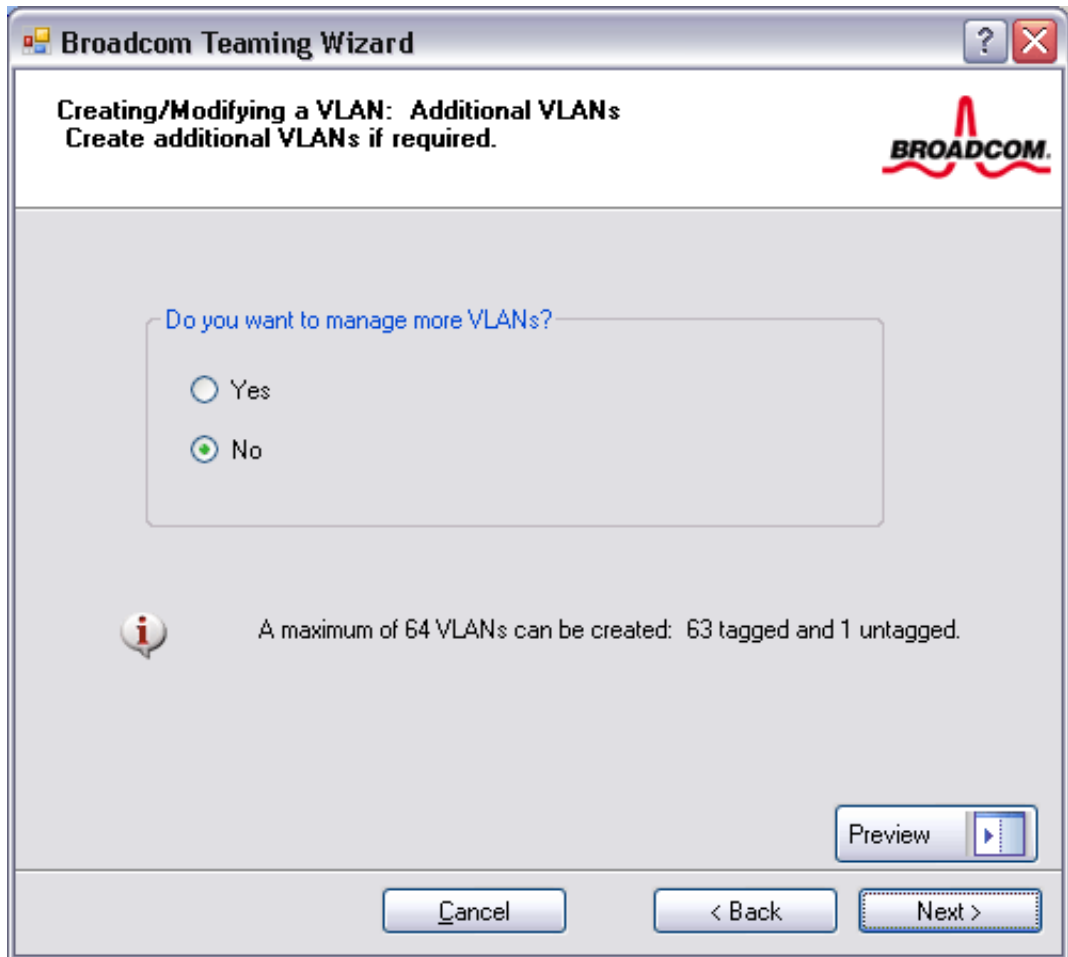 Broadcom Teaming Wizard
?
Creating/Modifying a VLAN: Additional VLANs
Create additional VLANs if required.
BROADCOM.
Do you want to manage more VLANs?
Yes
No
i
A maximum of 64 VLANs can be created: 63 tagged and 1 untagged.
Preview
Cancel
< Back
Next >